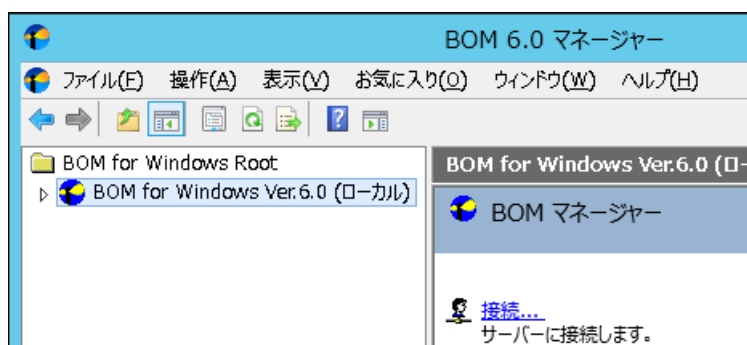 BOM 6.0 マネージャー
ファイル(F) 操作(A) 表示(V) お気に入り(O) ウィンドウ(W) ヘルプ(H)
BOM for Windows Root
BOM for Windows Ver.6.0 (ローカル)
BOM for Windows Ver.6.0 (ロー
BOM マネージャー
接続...
サーバーに接続します。